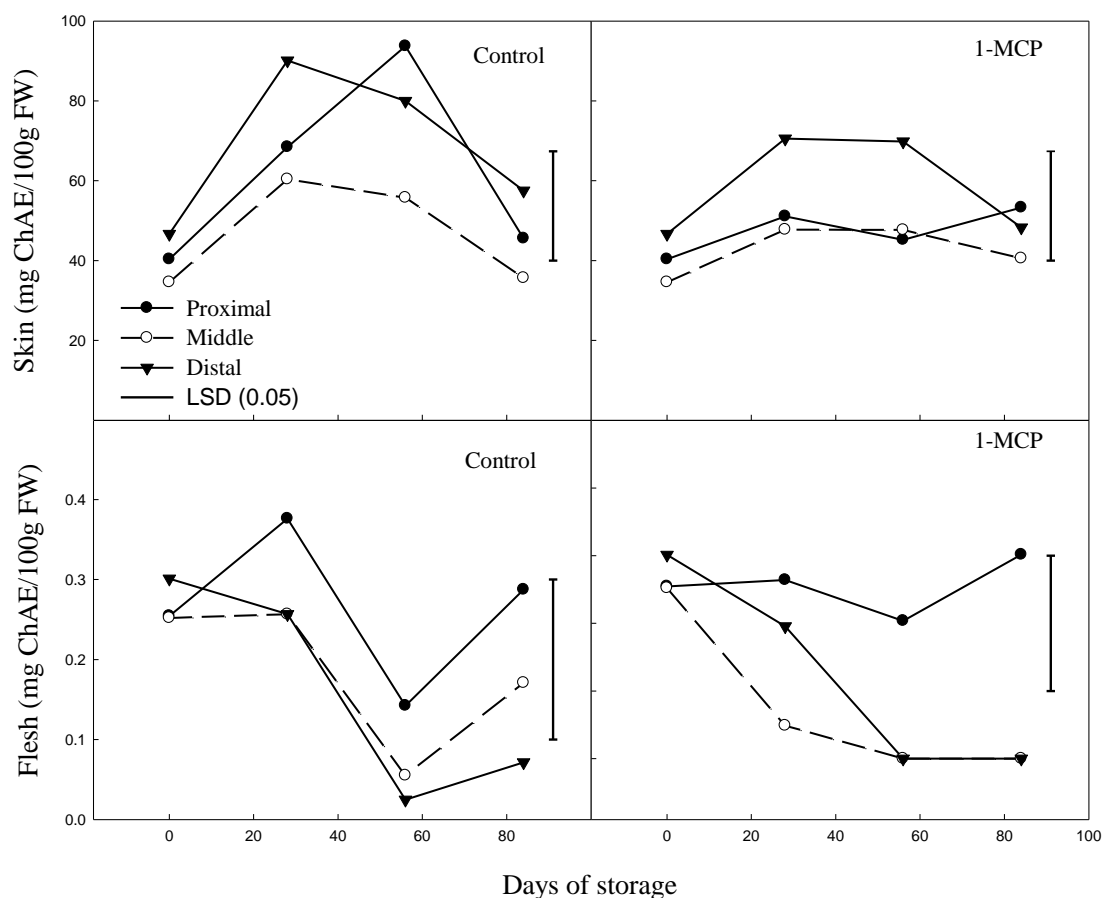 Skin (mg ChAE/100g FW)
100
80
60
40
20
Control
1-MCP
Proximal
Middle
Distal
LSD (0.05)
Flesh (mg ChAE/100g FW)
0.4
0.3
0.2
0.1
0.0
Control
1-MCP
0 20 40 60 80
0 20 40 60 80 100
Days of storage